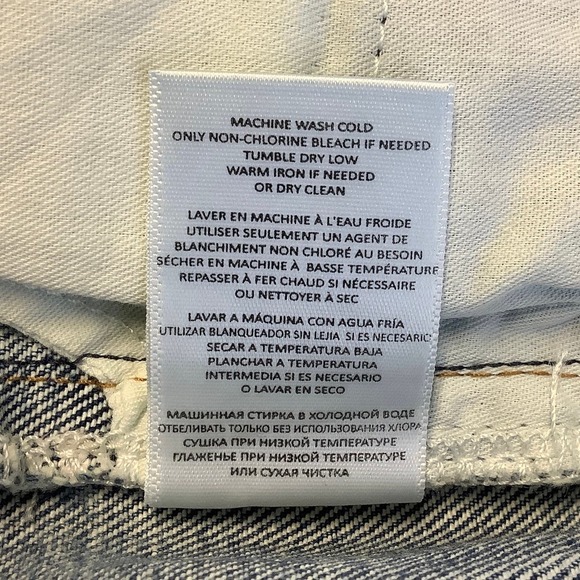 MACHINE WASH COLD
ONLY NON-CHLORINE BLEACH IF NEEDED
TUMBLE DRY LOW
WARM IRON IF NEEDED
OR DRY CLEAN
LAVER EN MACHINE À L'EAU FROIDE
UTILISER SEULEMENT UN AGENT DE
BLANCHIMENT NON CHLORÉ AU BESOIN
SÉCHER EN MACHINE À BASSE TEMPÉRATURE
REPASSER À FER CHAUD SI NÉCESSAIRE
OU NETTOYER À SEC
LAVAR A MÁQUINA CON AGUA FRÍA
UTILIZAR BLANQUEADOR SIN LEJIA SI ES NECESARIO
SECAR A TEMPERATURA BAJA
PLANCHAR A TEMPERATURA
INTERMEDIA SI ES NECESARIO
O LAVAR EN SECO
МАШИННАЯ СТИРКА В ХОЛОДНОЙ ВОДЕ
ОТБЕЛИВАТЬ ТОЛЬКО БЕЗ ИСПОЛЬЗОВАНИЯ ХЛОРА
СУШКА ПРИ НИЗКОЙ ТЕМПЕРАТУРЕ
ГЛАЖЕНЬЕ ПРИ НИЗКОЙ ТЕМПЕРАТУРЕ
ИЛИ СУХАЯ ЧИСТКА